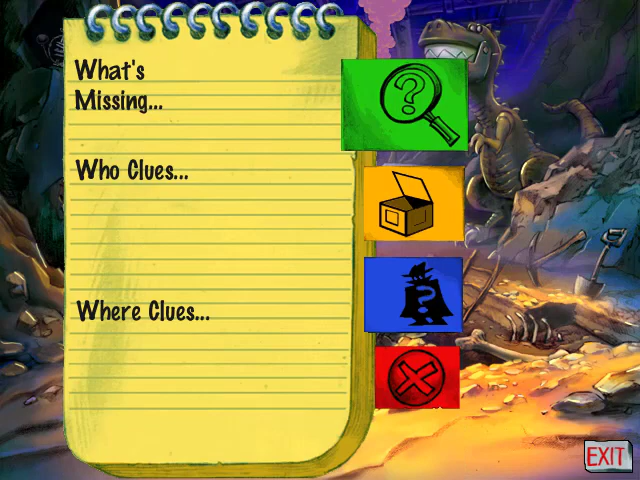 What's
Missing...
?
Who Clues...
?
Where Clues...
EXIT